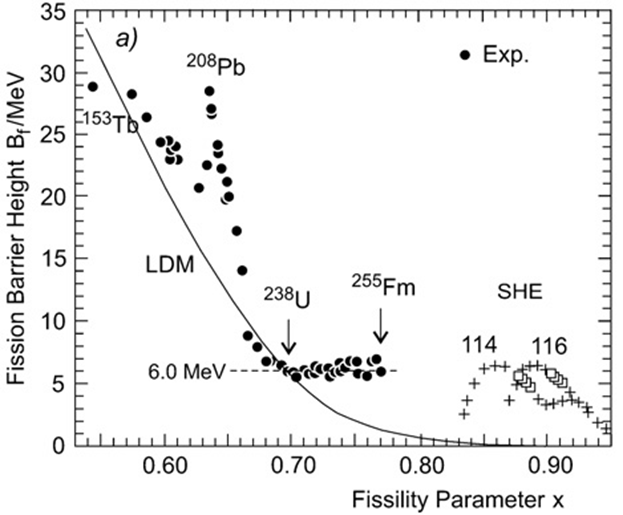 35
30
25
20
15
10
5
0
Fission Barrier Height Bf/MeV
a)
208Pb
Exp.
153Tb
LDM
238U
255Fm
SHE
114
116
6.0 MeV
0.60
0.70
0.80
0.90
Fissility Parameter x